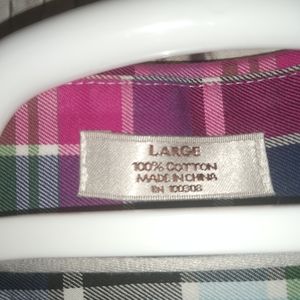 LARGE
100% COTTON
MADE IN CHINA
RN 100308